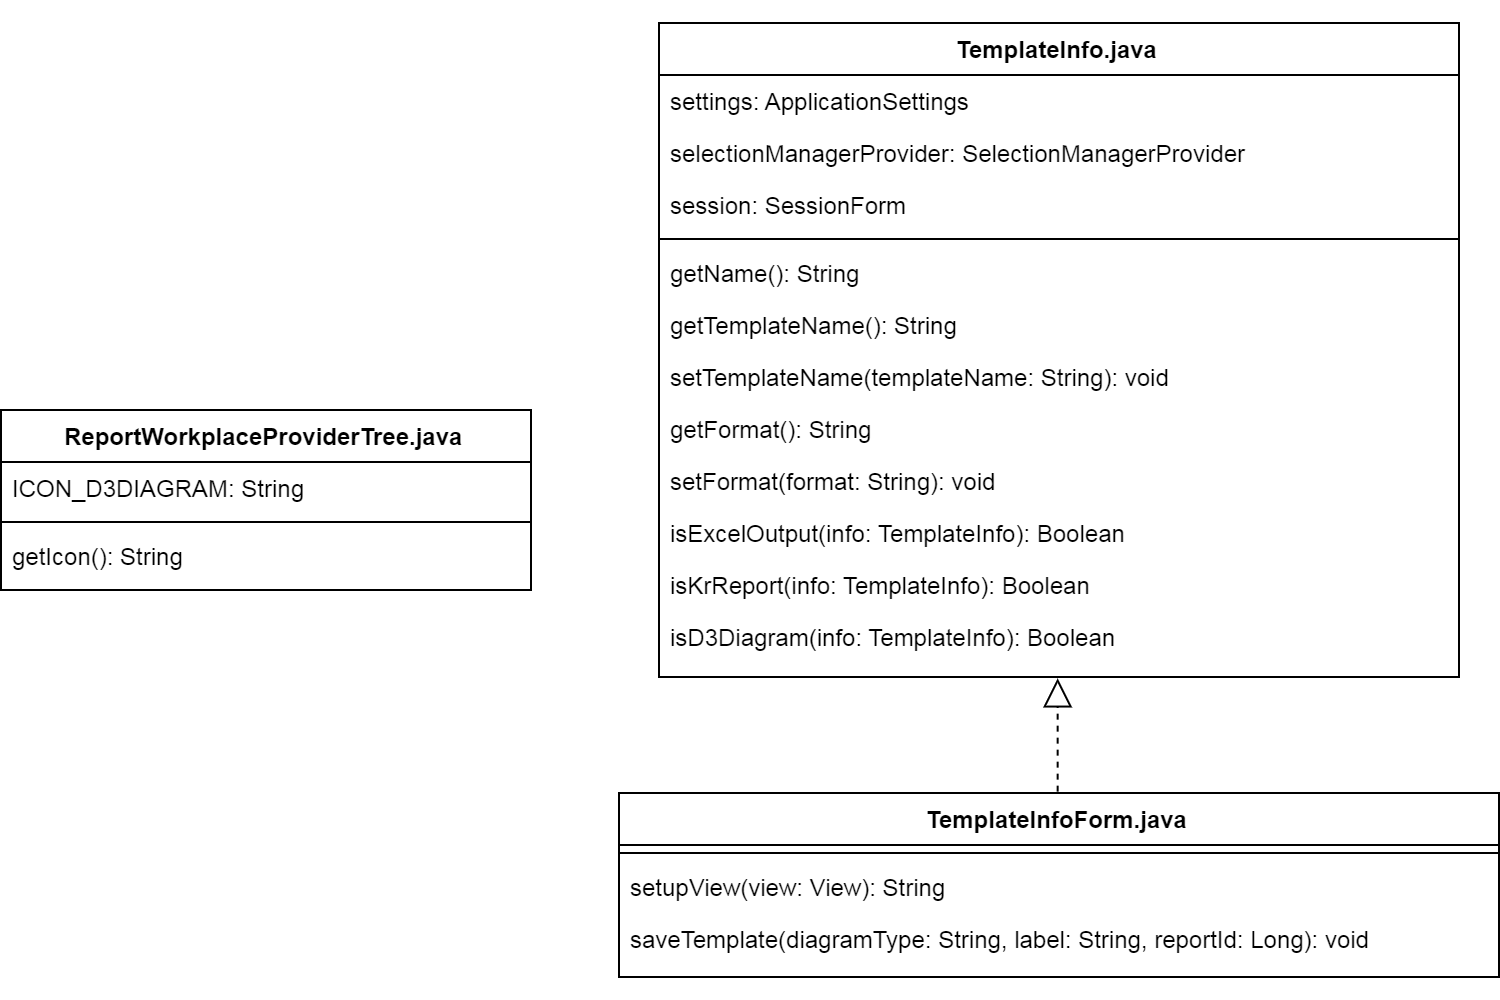 TemplateInfo.java
settings: ApplicationSettings
selectionManagerProvider: SelectionManagerProvider
session: SessionForm
getName(): String
getTemplateName(): String
setTemplateName(templateName: String): void
getFormat(): String
setFormat(format: String): void
isExcelOutput(info: TemplateInfo): Boolean
isKrReport(info: TemplateInfo): Boolean
isD3Diagram(info: TemplateInfo): Boolean
ReportWorkplaceProviderTree.java
ICON_D3DIAGRAM: String
getIcon(): String
TemplateInfoForm.java
setupView(view: View): String
saveTemplate(diagramType: String, label: String, reportId: Long): void